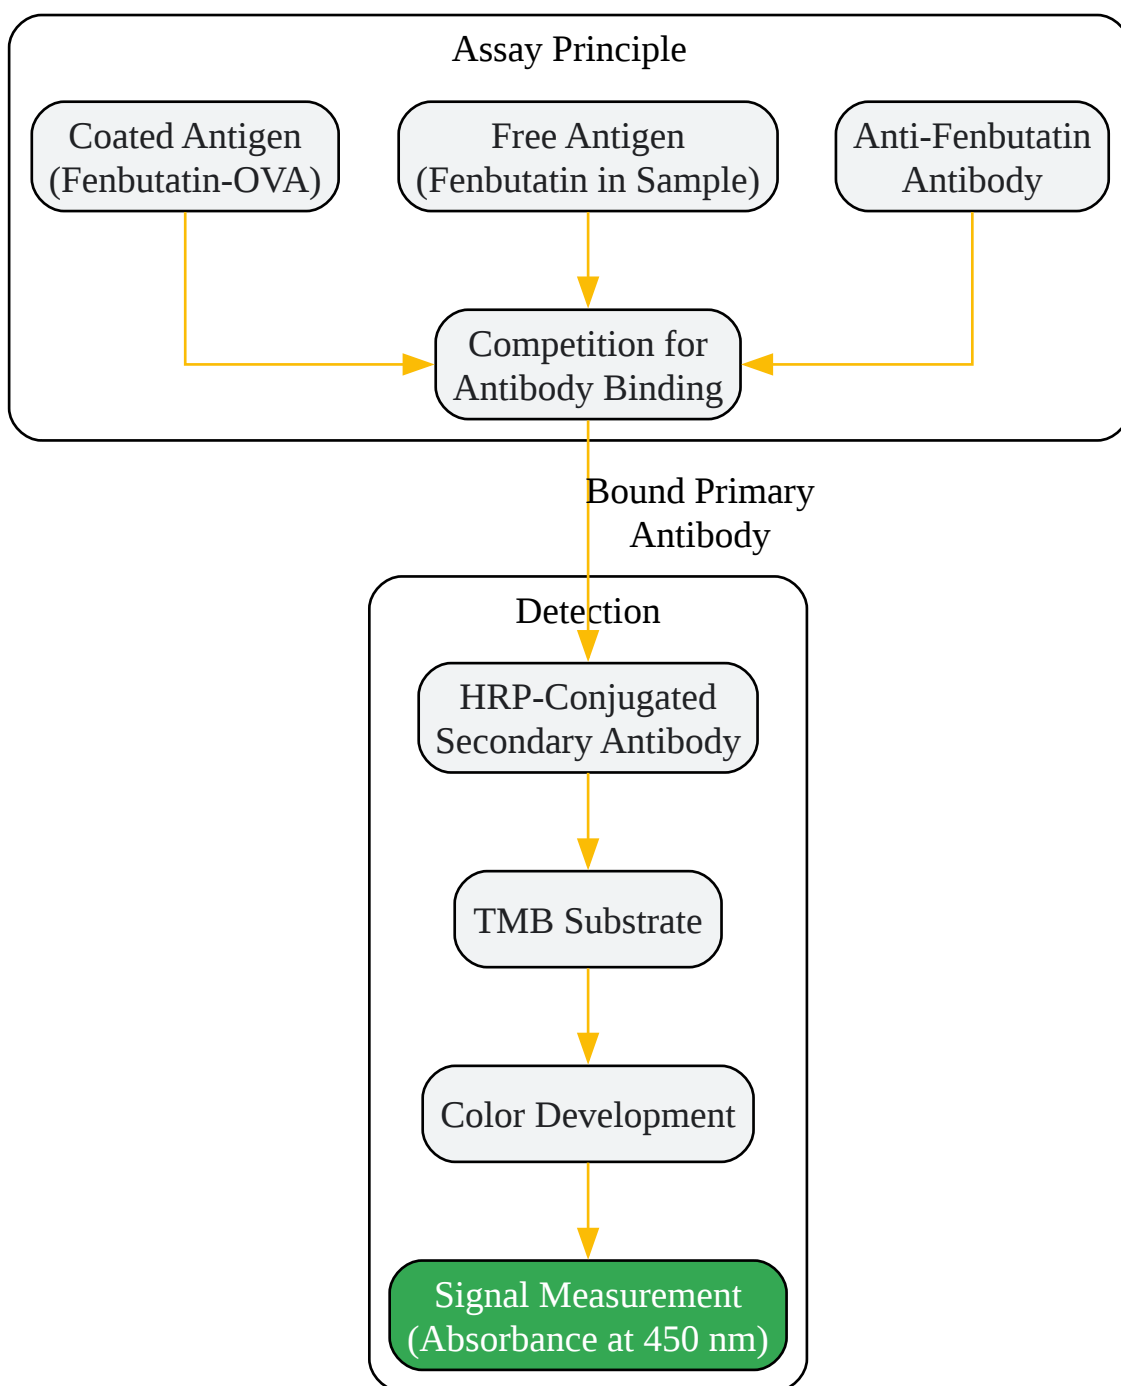 Assay Principle
Coated Antigen
(Fenbutatin-OVA)
Free Antigen
(Fenbutatin in Sample)
Anti-Fenbutatin
Antibody
Competition for
Antibody Binding
Bound Primary
Antibody
Detection
HRP-Conjugated
Secondary Antibody
TMB Substrate
Color Development
Signal Measurement
(Absorbance at 450 nm)